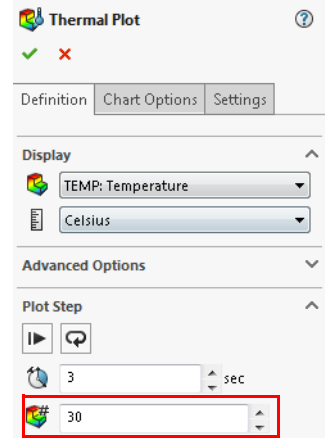 Thermal Plot
Definition Chart Options Settings
Display
TEMP: Temperature
Celsius
Advanced Options
Plot Step
3 sec
30